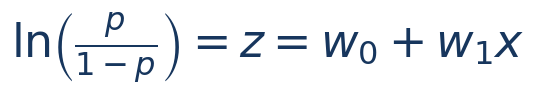 ln(p/(1 − p)) = z = w₀ + w₁x